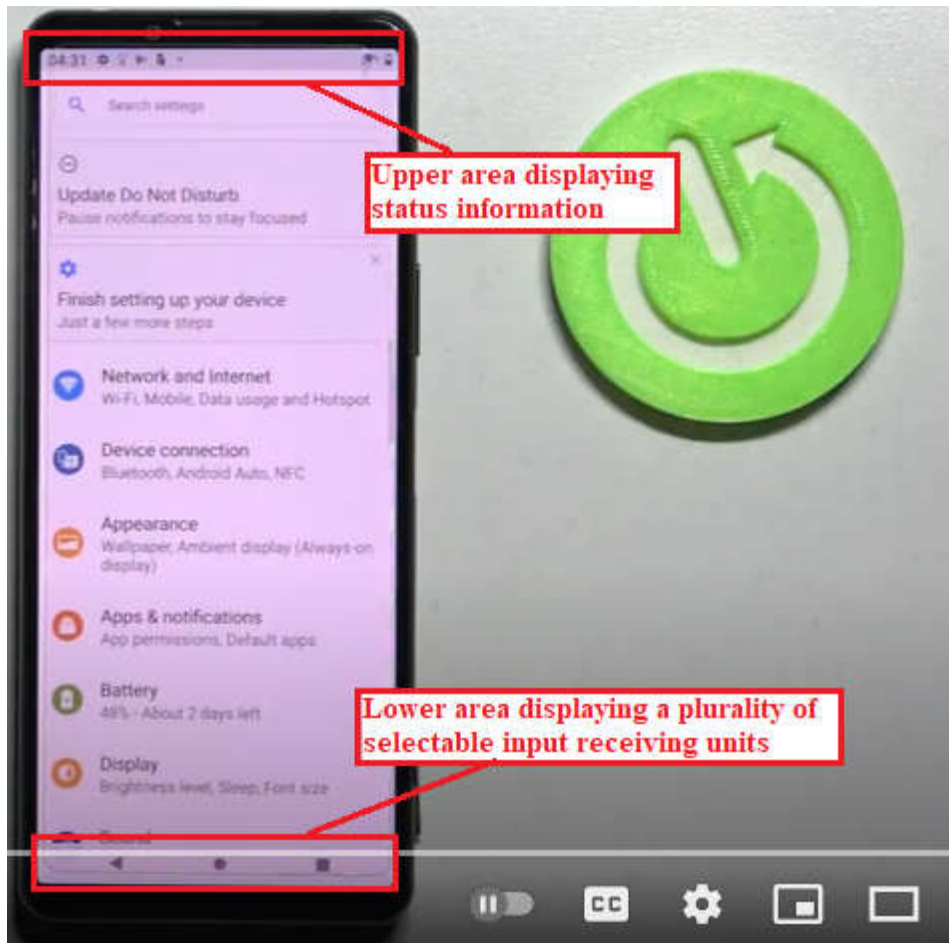 04:31
Search settings
Update Do Not Disturb
Pause notifications to stay focused
Finish setting up your device
Just a few more steps
Upper area displaying
status information
Network and Internet
Wi-Fi, Mobile, Data usage and Hotspot
Device connection
Bluetooth, Android Auto, NFC
Appearance
Wallpaper, Ambient display (Always-on
display)
Apps & notifications
App permissions, Default apps
Battery
48% - About 2 days left
Lower area displaying a plurality of
selectable input receiving units
Display
Brightness level, Sleep, Font size
Sound
CC